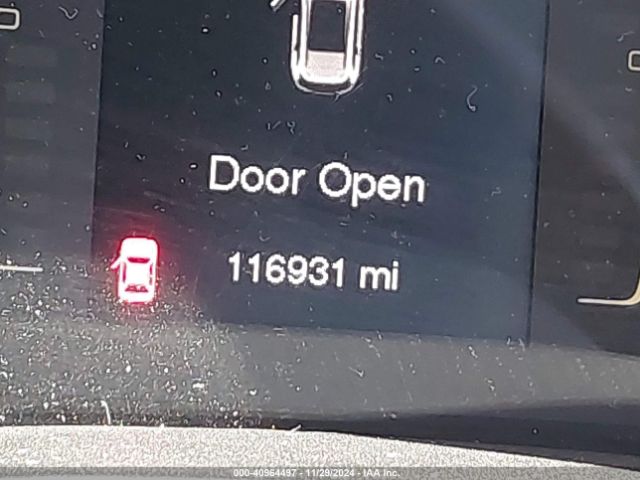 Door Open
116931 mi
000-40964497 - 11/29/2024 - IAA Inc.